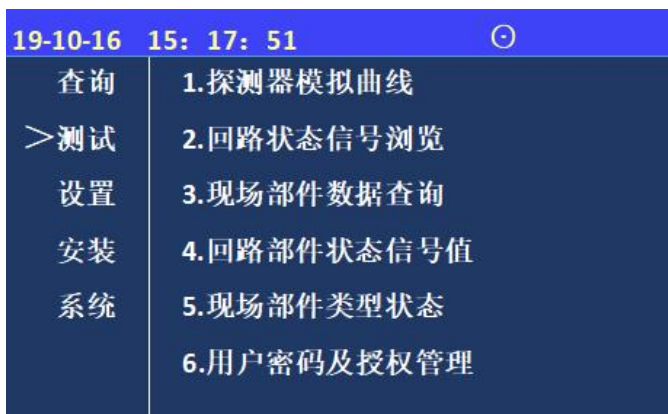 19-10-16 15：17：51
查询
＞测试
设置
安装
系统
1.探测器模拟曲线
2.回路状态信号浏览
3.现场部件数据查询
4.回路部件状态信号值
5.现场部件类型状态
6.用户密码及授权管理